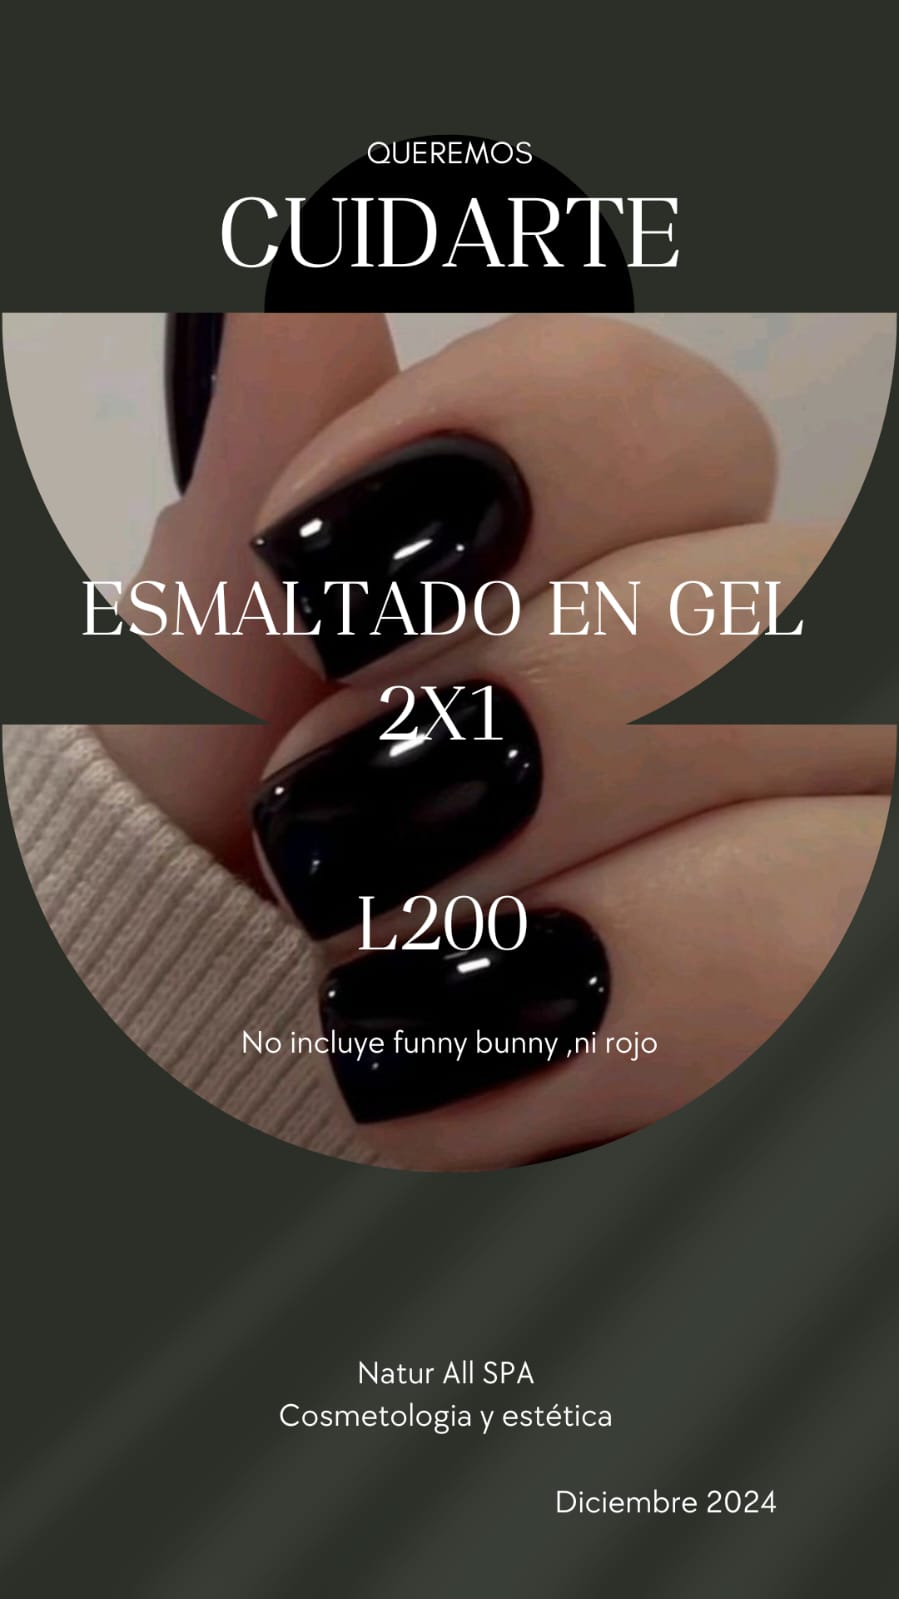 QUEREMOS
CUIDARTE
ESMALTADO EN GEL
2X1
L200
No incluye funny bunny ,ni rojo
Natur All SPA
Cosmetologia y estética
Diciembre 2024